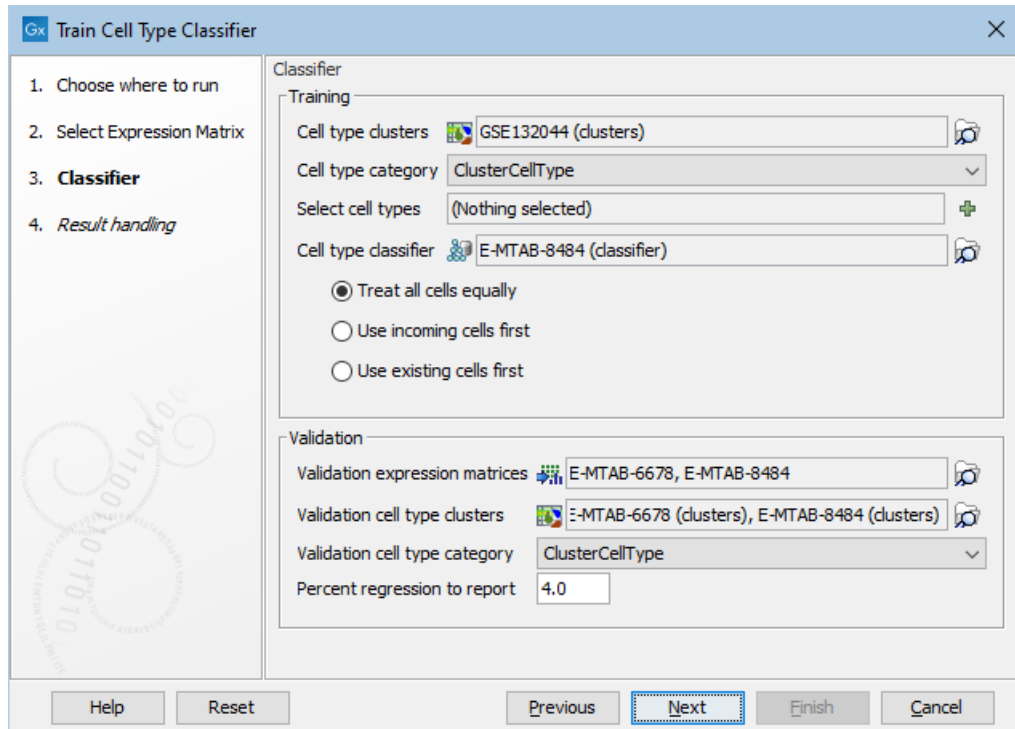 Gx Train Cell Type Classifier
1. Choose where to run
2. Select Expression Matrix
3. Classifier
4. Result handling
Classifier
Training
Cell type clusters GSE132044 (clusters)
Cell type category ClusterCellType
Select cell types (Nothing selected)
Cell type classifier E-MTAB-8484 (classifier)
Treat all cells equally
Use incoming cells first
Use existing cells first
Validation
Validation expression matrices E-MTAB-6678, E-MTAB-8484
Validation cell type clusters E-MTAB-6678 (clusters), E-MTAB-8484 (clusters)
Validation cell type category ClusterCellType
Percent regression to report 4.0
Help Reset Previous Next Finish Cancel